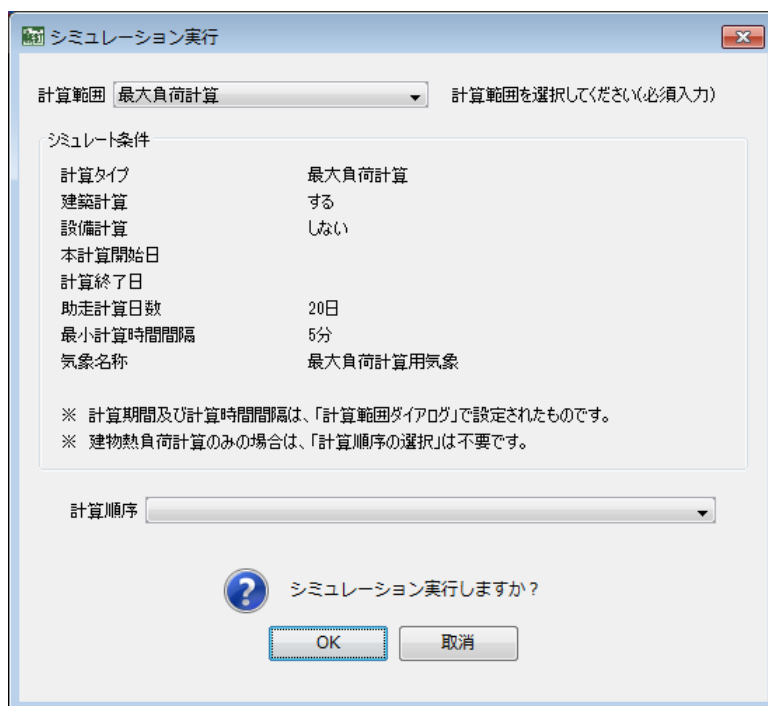 シミュレーション実行
計算範囲 最大負荷計算 計算範囲を選択してください(必須入力)
シミュレート条件
計算タイプ 最大負荷計算
建築計算 する
設備計算 しない
本計算開始日
計算終了日
助走計算日数 20日
最小計算時間間隔 5分
気象名称 最大負荷計算用気象
※ 計算期間及び計算時間間隔は、「計算範囲ダイアログ」で設定されたものです。
※ 建物熱負荷計算のみの場合は、「計算順序の選択」は不要です。
計算順序
シミュレーション実行しますか？
OK 取消